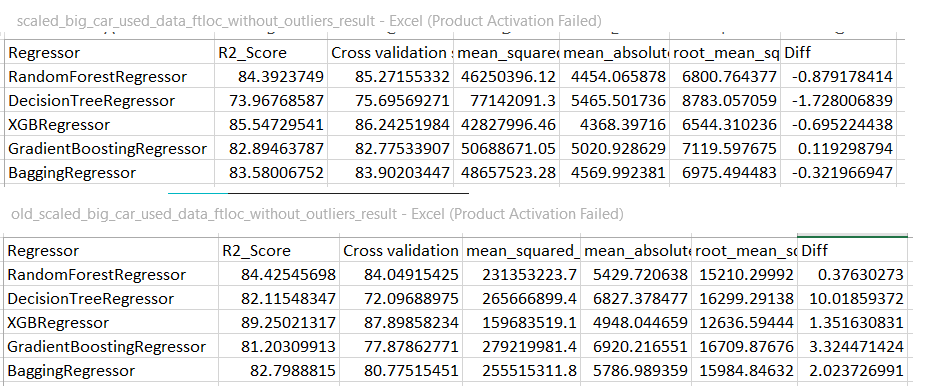 scaled_big_car_used_data_ftloc_without_outliers_result - Excel (Product Activation Failed)
Regressor R2_Score Cross validation mean_squared mean_absolut root_mean_sq Diff
RandomForestRegressor 84.3923749 85.27155332 46250396.12 4454.065878 6800.764377 -0.879178414
DecisionTreeRegressor 73.96768587 75.69569271 77142091.3 5465.501736 8783.057059 -1.728006839
XGBRegressor 85.54729541 86.24251984 42827996.46 4368.39716 6544.310236 -0.695224438
GradientBoostingRegressor 82.89463787 82.77533907 50688671.05 5020.928629 7119.597675 0.119298794
BaggingRegressor 83.58006752 83.90203447 48657523.28 4569.992381 6975.494483 -0.321966947
old_scaled_big_car_used_data_ftloc_without_outliers_result - Excel (Product Activation Failed)
Regressor R2_Score Cross validation mean_squared_ mean_absolut root_mean_sq Diff
RandomForestRegressor 84.42545698 84.04915425 231353223.7 5429.720638 15210.29992 0.37630273
DecisionTreeRegressor 82.11548347 72.09688975 265666899.4 6827.378477 16299.29138 10.01859372
XGBRegressor 89.25021317 87.89858234 159683519.1 4948.044659 12636.59444 1.351630831
GradientBoostingRegressor 81.20309913 77.87862771 279219981.4 6920.216551 16709.87676 3.324471424
BaggingRegressor 82.7988815 80.77515451 255515311.8 5786.989359 15984.84632 2.023726991